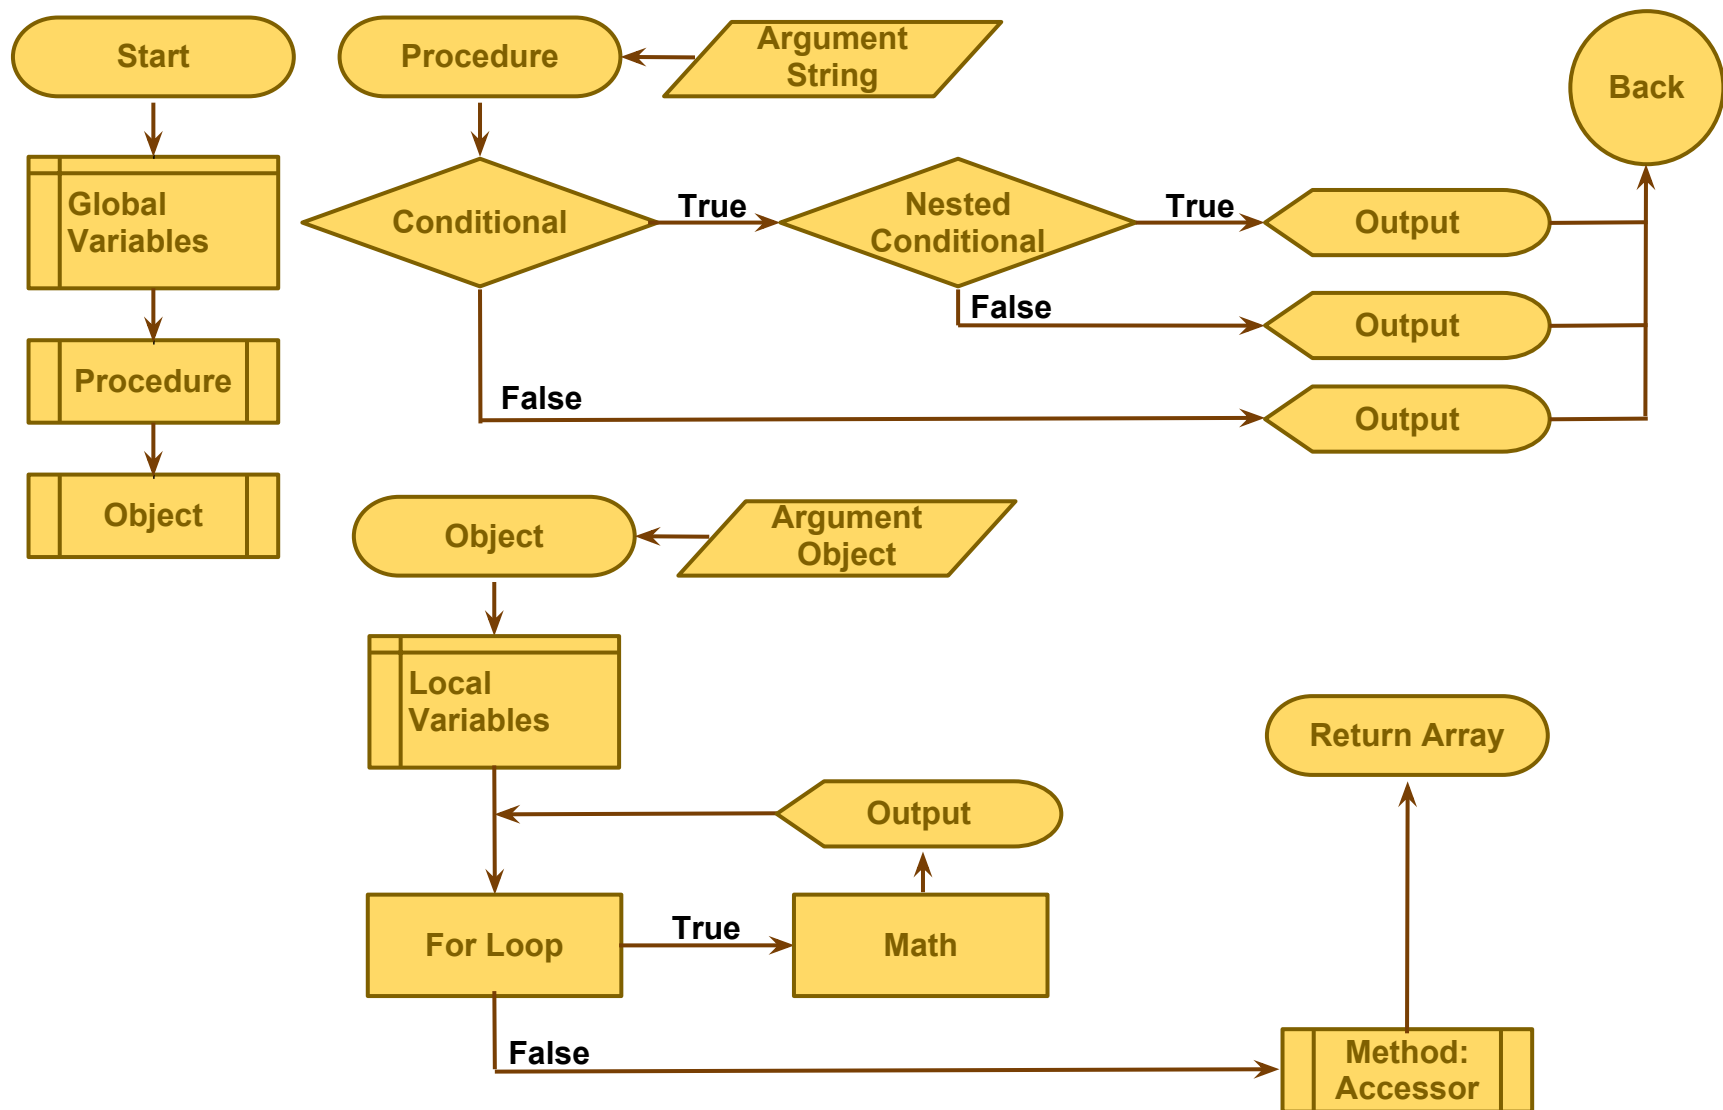 Start
Global
Variables
Procedure
Object
Procedure
Argument
String
Conditional
True
Nested
Conditional
True
Output
False
Output
False
Output
Back
Object
Argument
Object
Local
Variables
Output
For Loop
True
Math
False
Method:
Accessor
Return Array